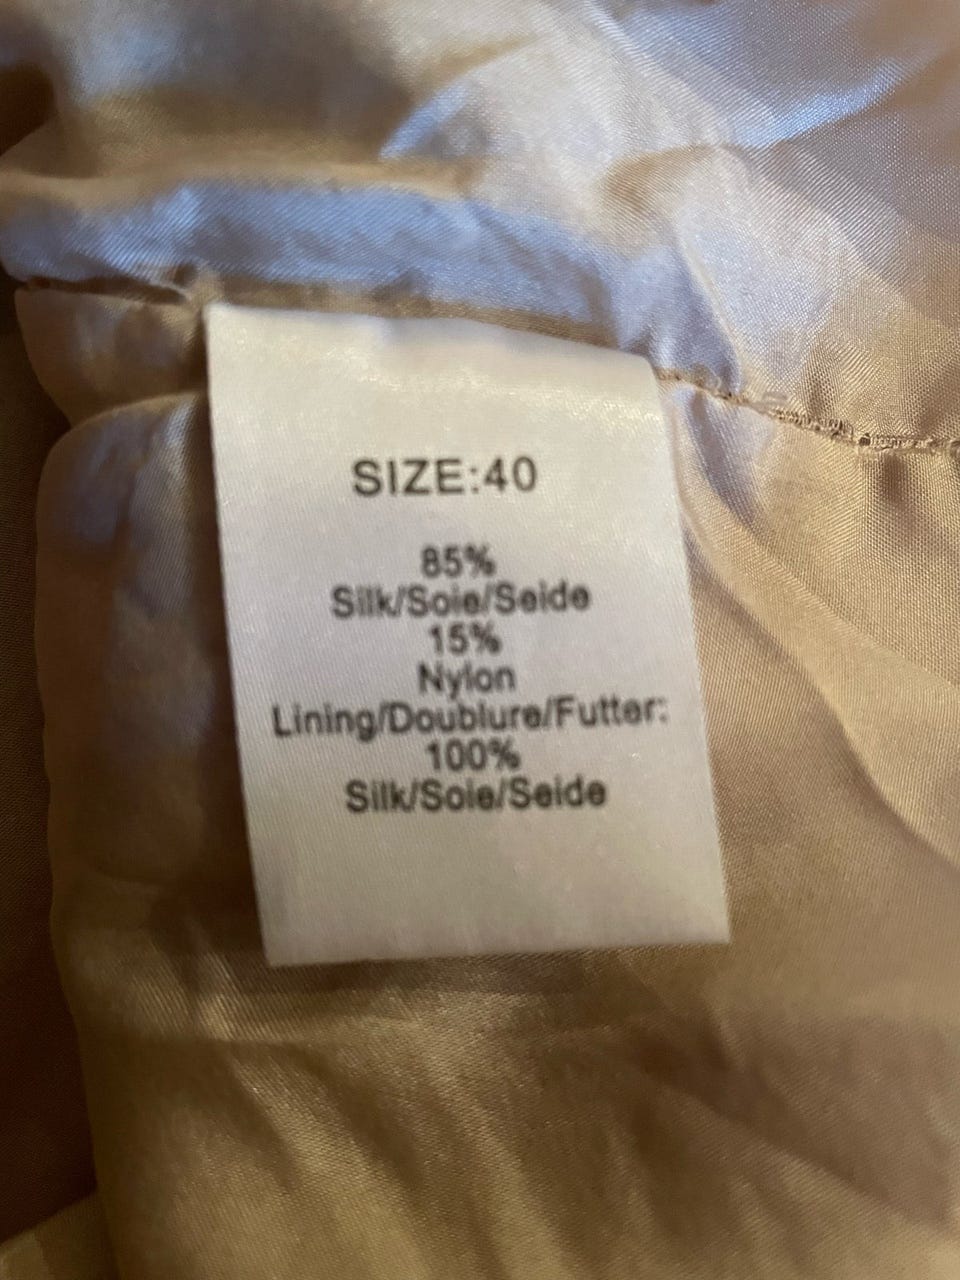 SIZE:40
85%
Silk/Soie/Seide
15%
Nylon
Lining/Doublure/Futter:
100%
Silk/Soie/Seide